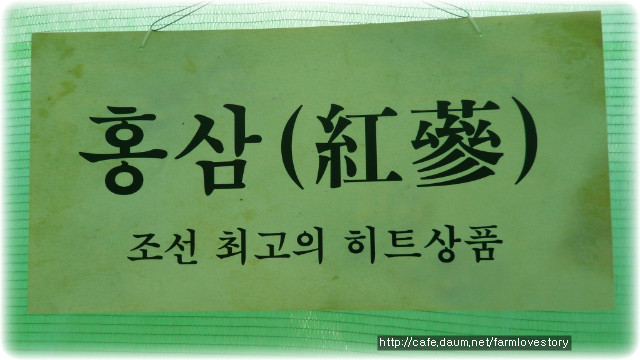 홍삼(紅蔘)
조선 최고의 히트상품
http://cafe.daum.net/farmlovestory